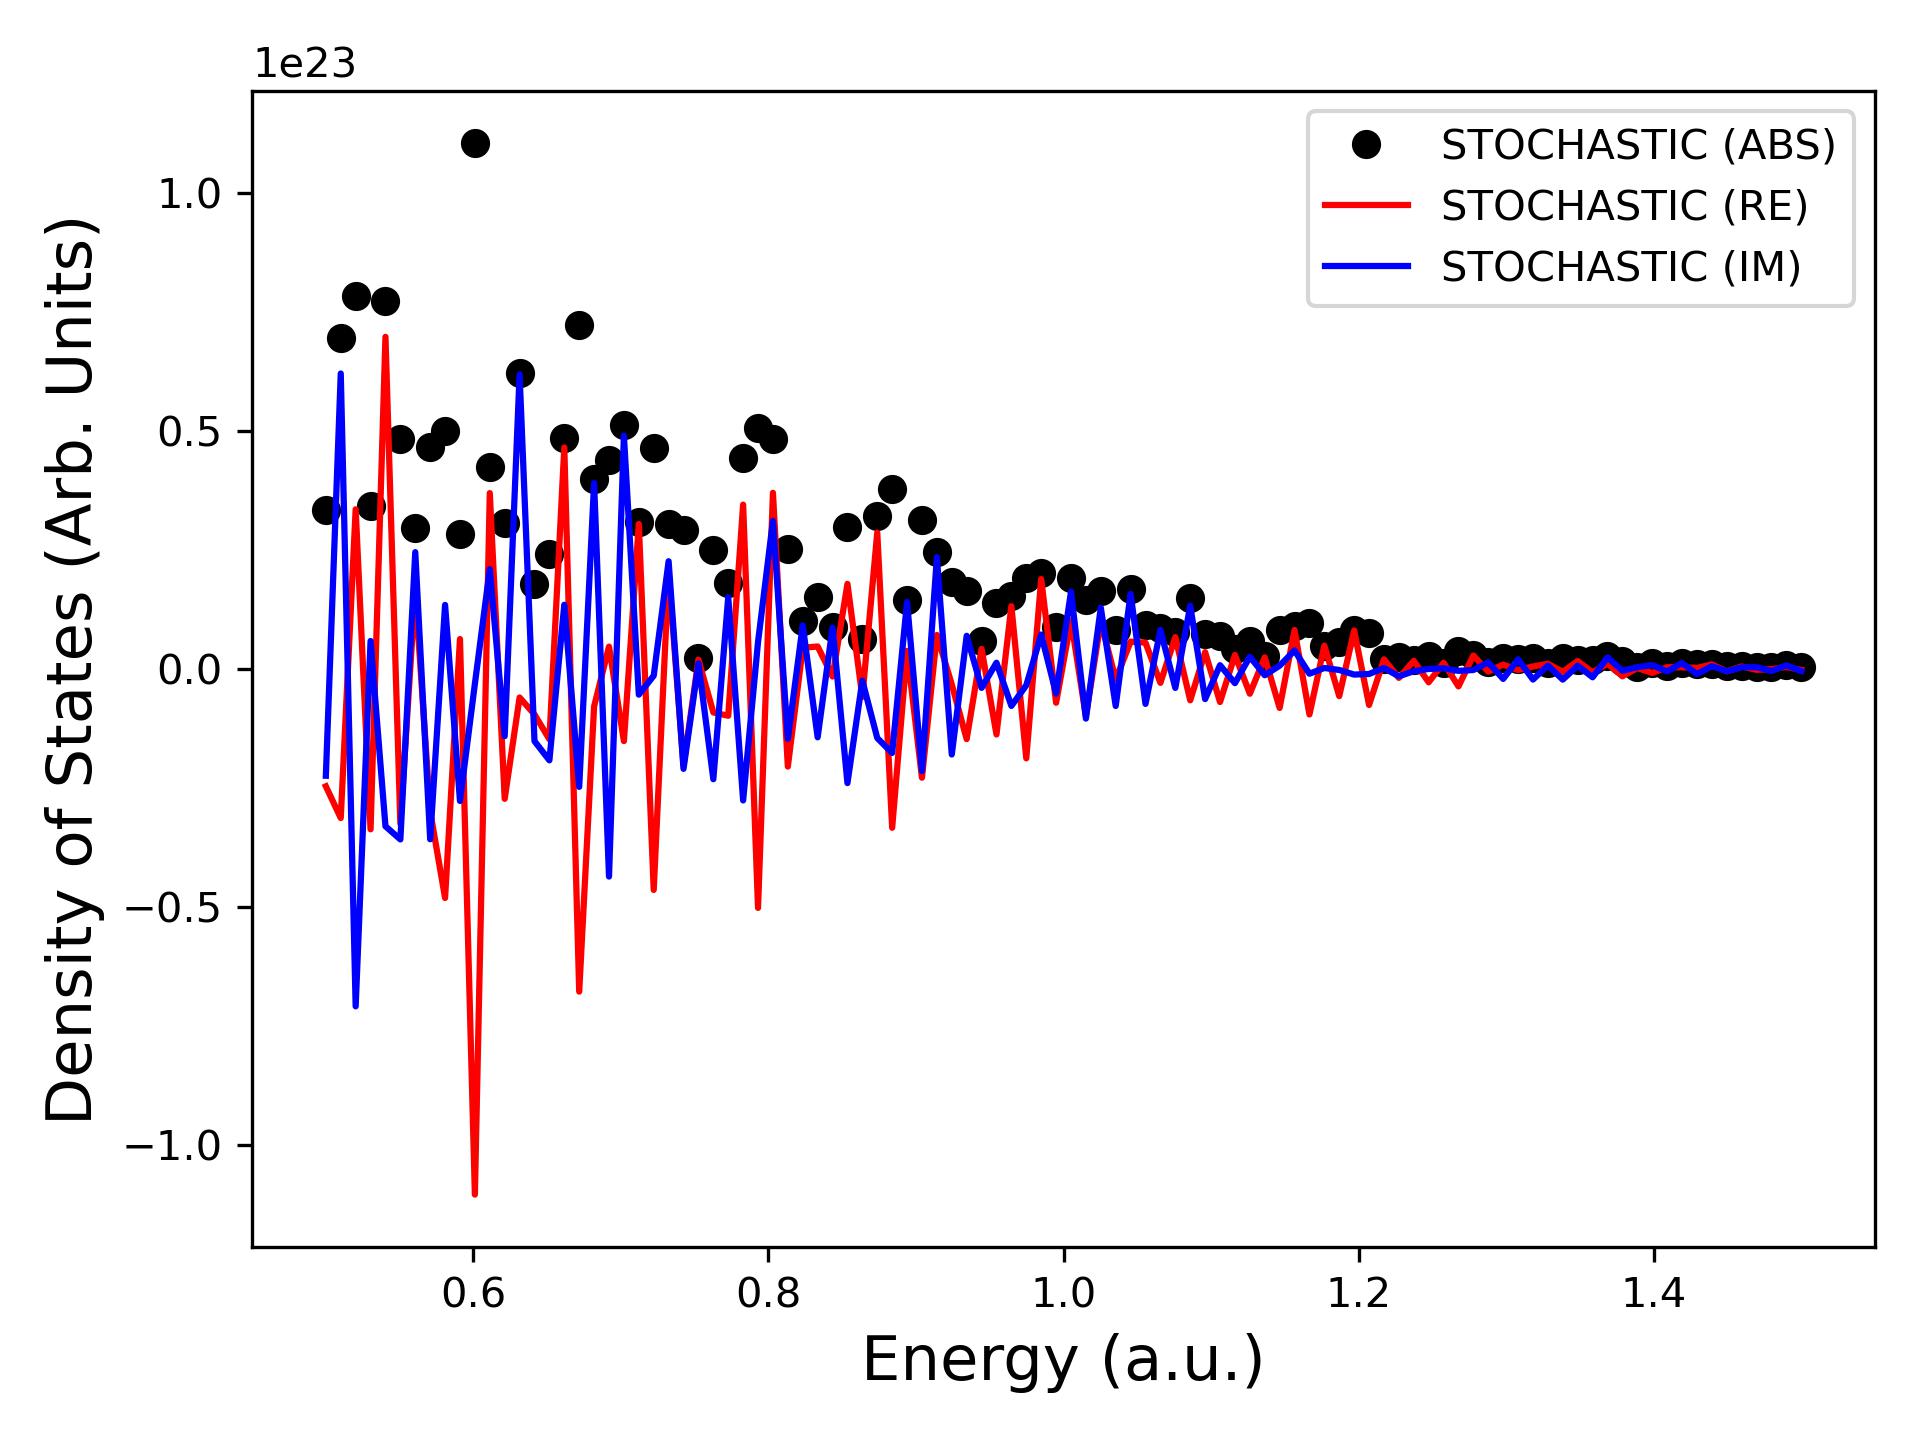 1e23
STOCHASTIC (ABS)
STOCHASTIC (RE)
STOCHASTIC (IM)
Density of States (Arb. Units)
1.0
0.5
0.0
−0.5
−1.0
0.6 0.8 1.0 1.2 1.4
Energy (a.u.)